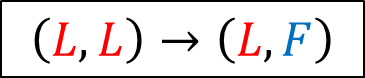 (L, L) → (L, F)